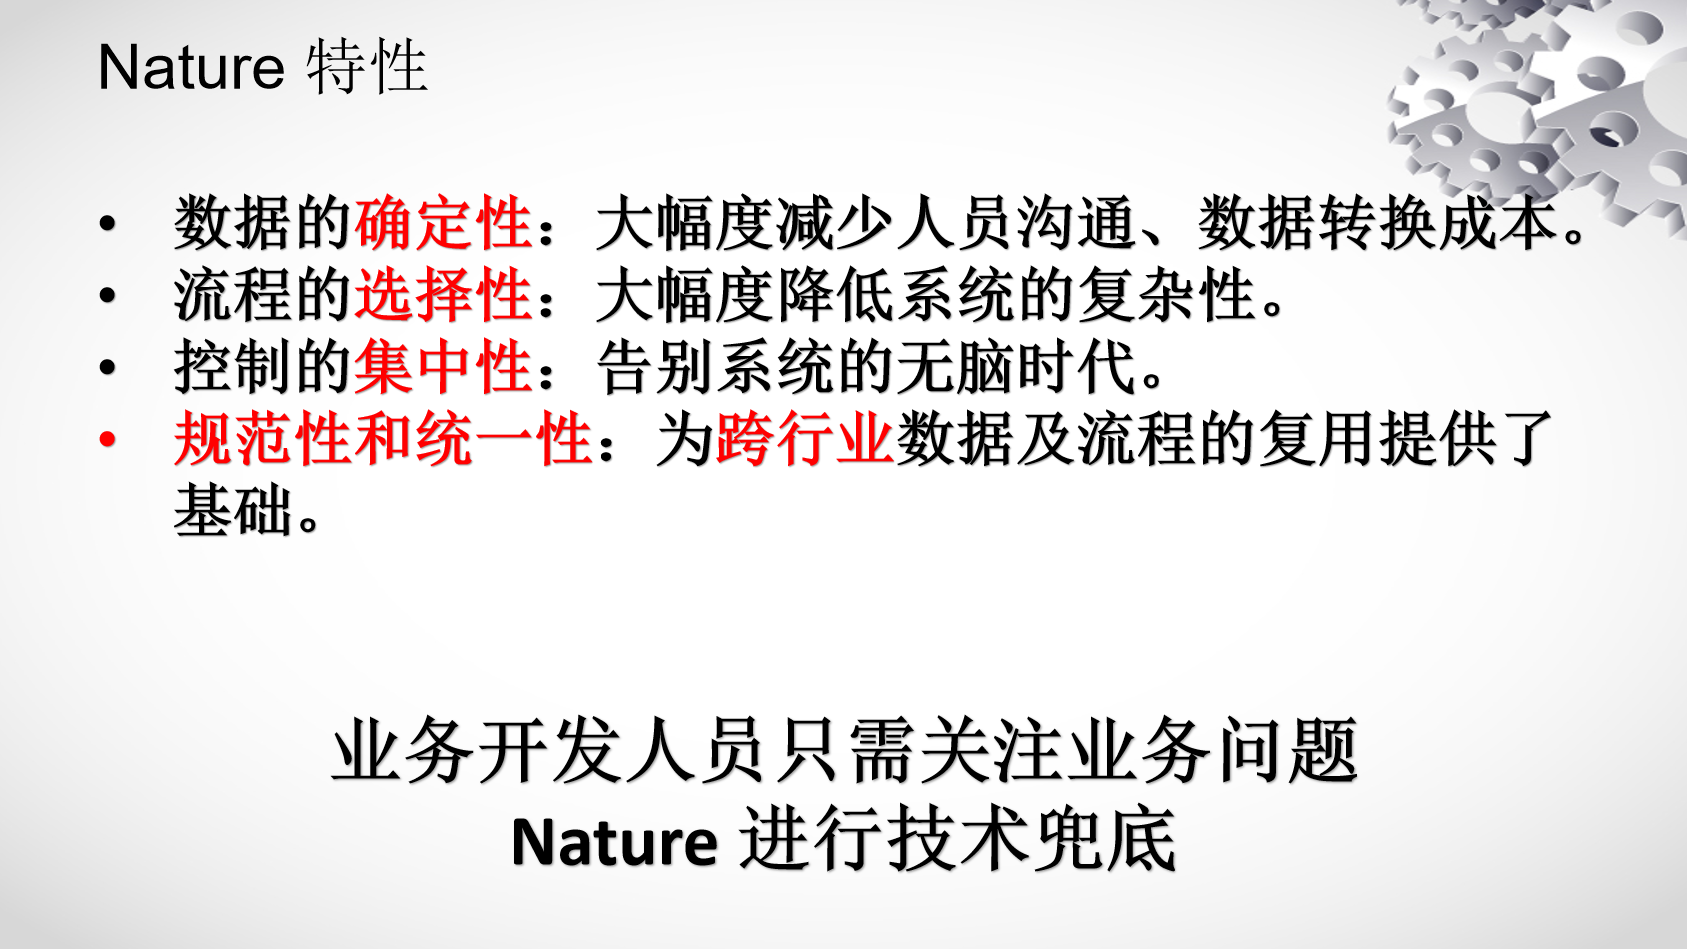 Nature 特性
• 数据的确定性：大幅度减少人员沟通、数据转换成本。
• 流程的选择性：大幅度降低系统的复杂性。
• 控制的集中性：告别系统的无脑时代。
• 规范性和统一性：为跨行业数据及流程的复用提供了
基础。
业务开发人员只需关注业务问题
Nature 进行技术兜底